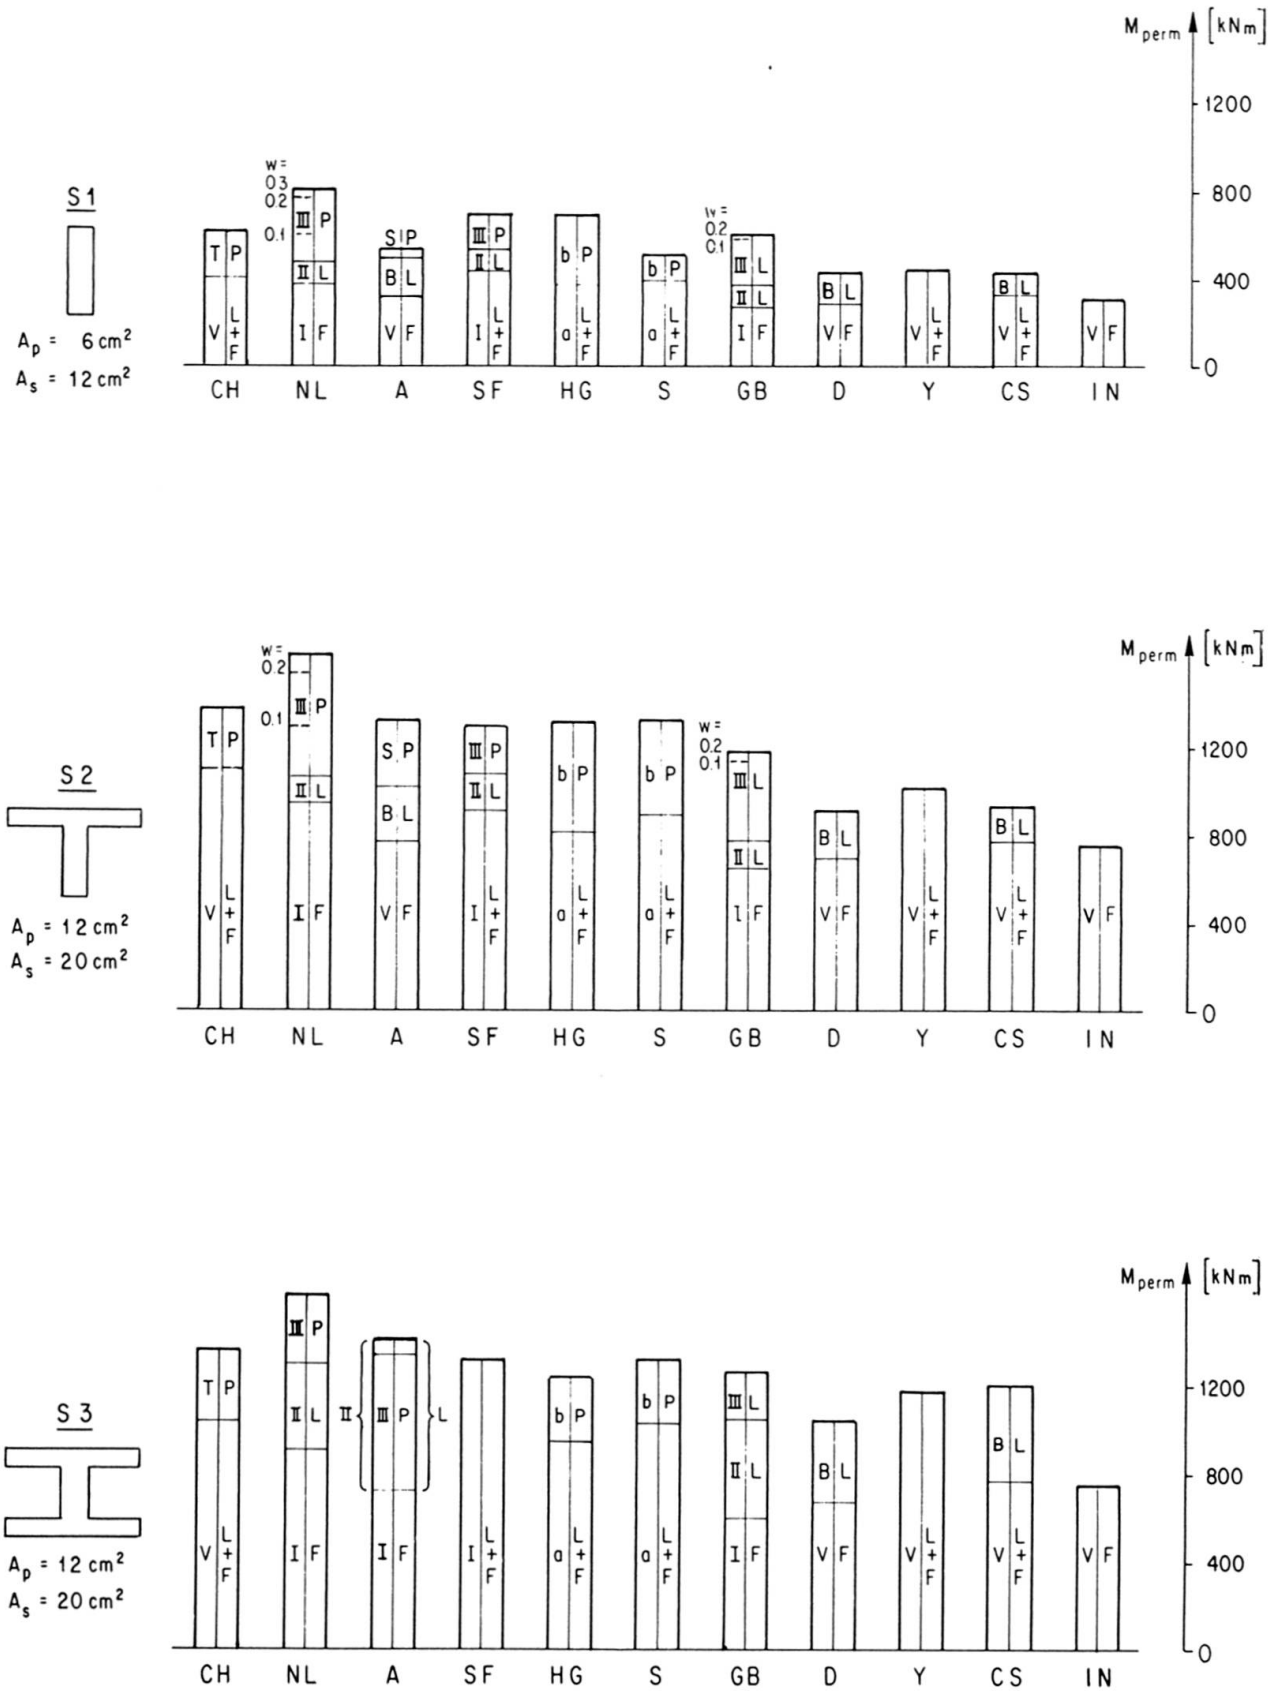 M perm [kNm]
1200
800
400
0
S1
A_p = 6 cm²
A_s = 12 cm²
w =
0.3
0.2
0.1
w =
0.2
0.1
T P
V L+F
III P
II L
I F
S P
B L
V F
III P
II L
I L+F
b P
a L+F
b P
a L+F
III L
II L
I F
B L
V F
V L+F
B L
V L+F
V F
CH NL A SF HG S GB D Y CS IN
M perm [kNm]
1200
800
400
0
S2
A_p = 12 cm²
A_s = 20 cm²
w =
0.2
0.1
w =
0.2
0.1
T P
V L+F
III P
II L
I F
S P
B L
V F
III P
II L
I L+F
b P
a L+F
b P
a L+F
III L
II L
I F
B L
V F
V L+F
B L
V L+F
V F
CH NL A SF HG S GB D Y CS IN
M perm [kNm]
1200
800
400
0
S3
A_p = 12 cm²
A_s = 20 cm²
T P
V L+F
III P
II L
I F
II III P L
I F
I L+F
b P
a L+F
b P
a L+F
III L
II L
I F
B L
V F
V L+F
B L
V L+F
V F
CH NL A SF HG S GB D Y CS IN